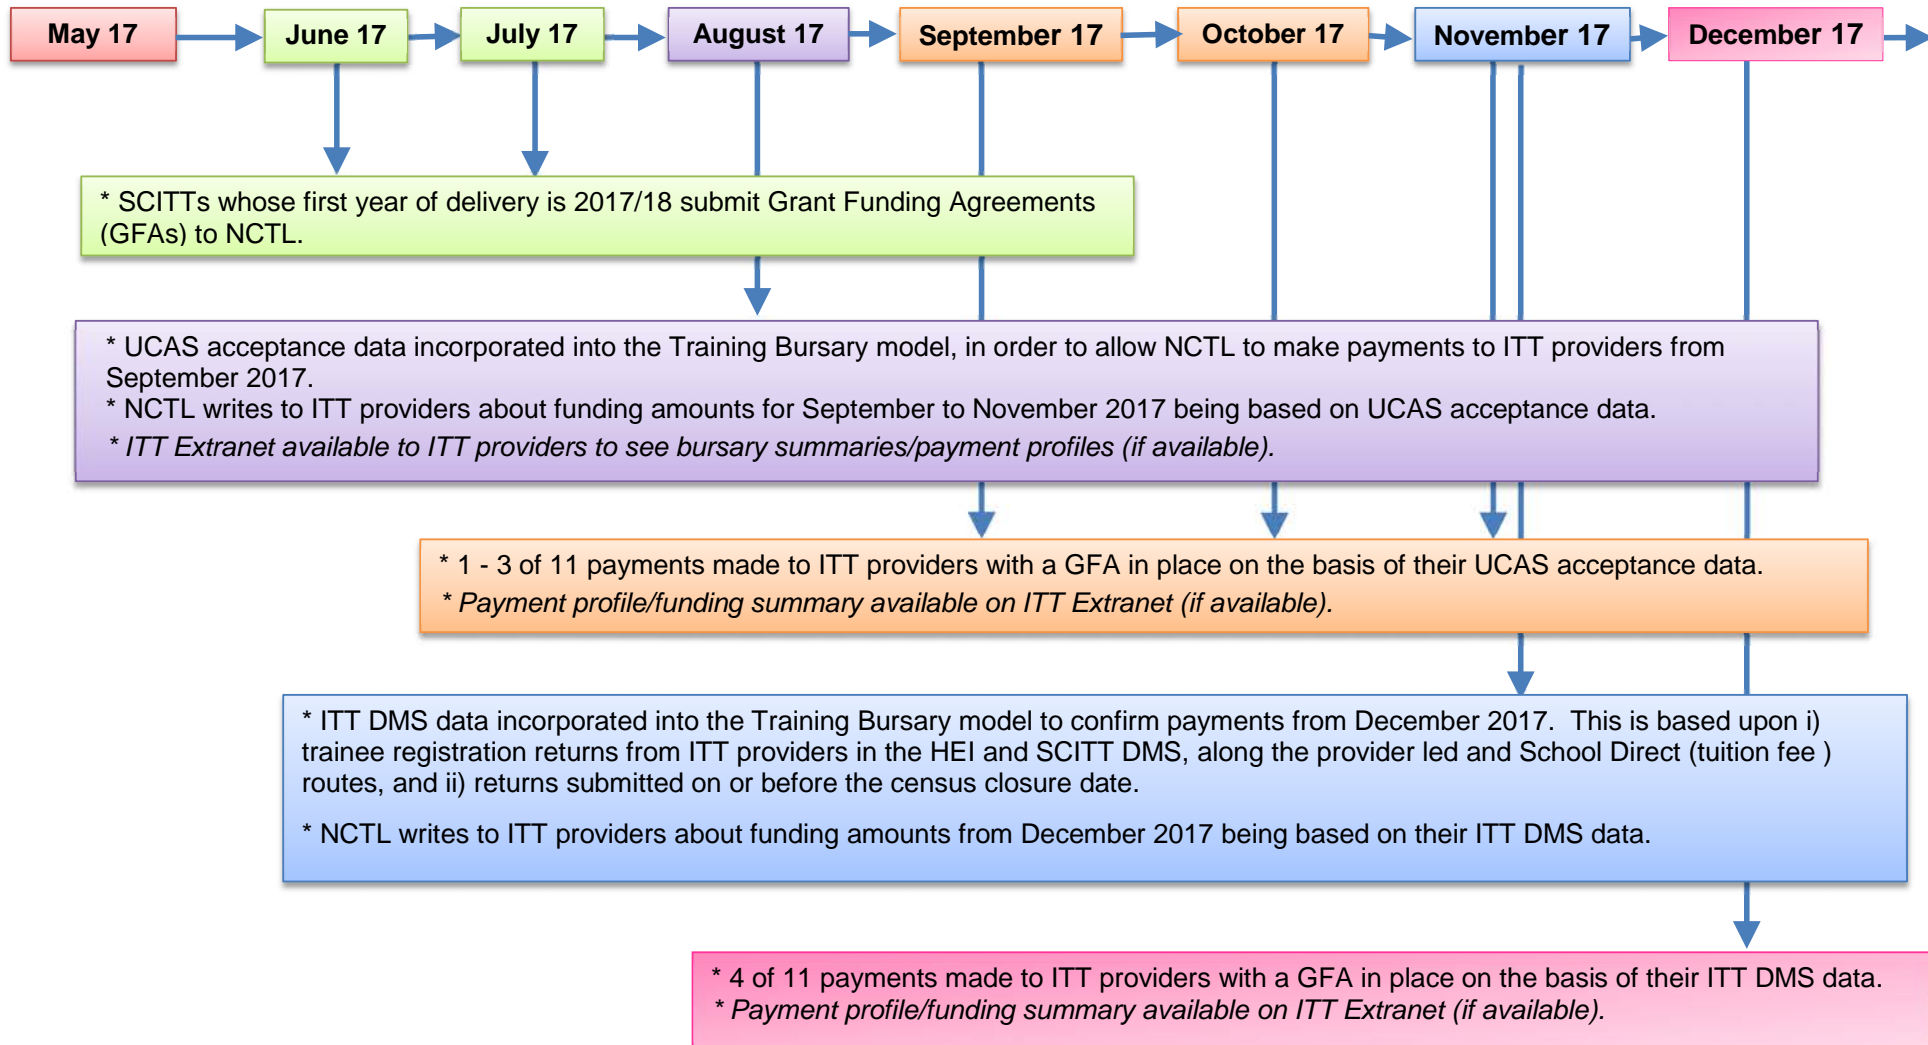 May 17
June 17
July 17
August 17
September 17
October 17
November 17
December 17
* SCITTs whose first year of delivery is 2017/18 submit Grant Funding Agreements
(GFAs) to NCTL.
* UCAS acceptance data incorporated into the Training Bursary model, in order to allow NCTL to make payments to ITT providers from
September 2017.
* NCTL writes to ITT providers about funding amounts for September to November 2017 being based on UCAS acceptance data.
* ITT Extranet available to ITT providers to see bursary summaries/payment profiles (if available).
* 1 - 3 of 11 payments made to ITT providers with a GFA in place on the basis of their UCAS acceptance data.
* Payment profile/funding summary available on ITT Extranet (if available).
* ITT DMS data incorporated into the Training Bursary model to confirm payments from December 2017.  This is based upon i)
trainee registration returns from ITT providers in the HEI and SCITT DMS, along the provider led and School Direct (tuition fee )
routes, and ii) returns submitted on or before the census closure date.
* NCTL writes to ITT providers about funding amounts from December 2017 being based on their ITT DMS data.
* 4 of 11 payments made to ITT providers with a GFA in place on the basis of their ITT DMS data.
* Payment profile/funding summary available on ITT Extranet (if available).